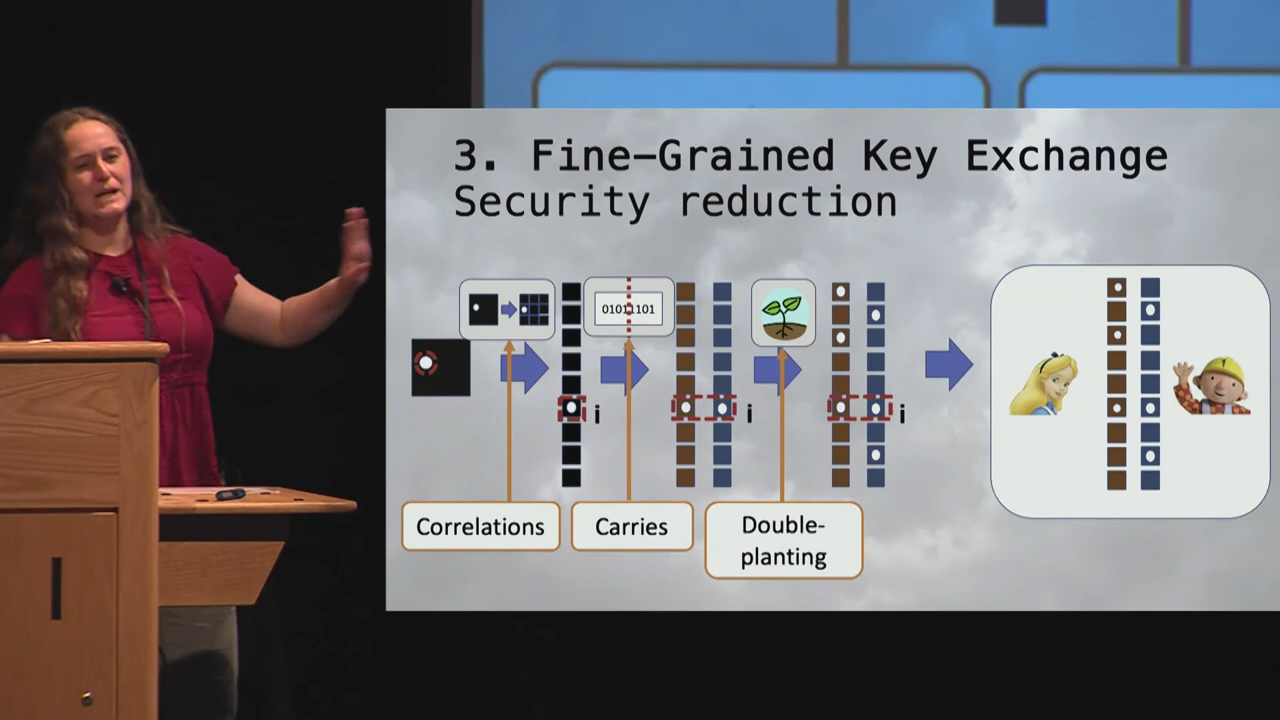 3. Fine-Grained Key Exchange
Security reduction
01011101
i
i
i
Correlations
Carries
Double-
planting